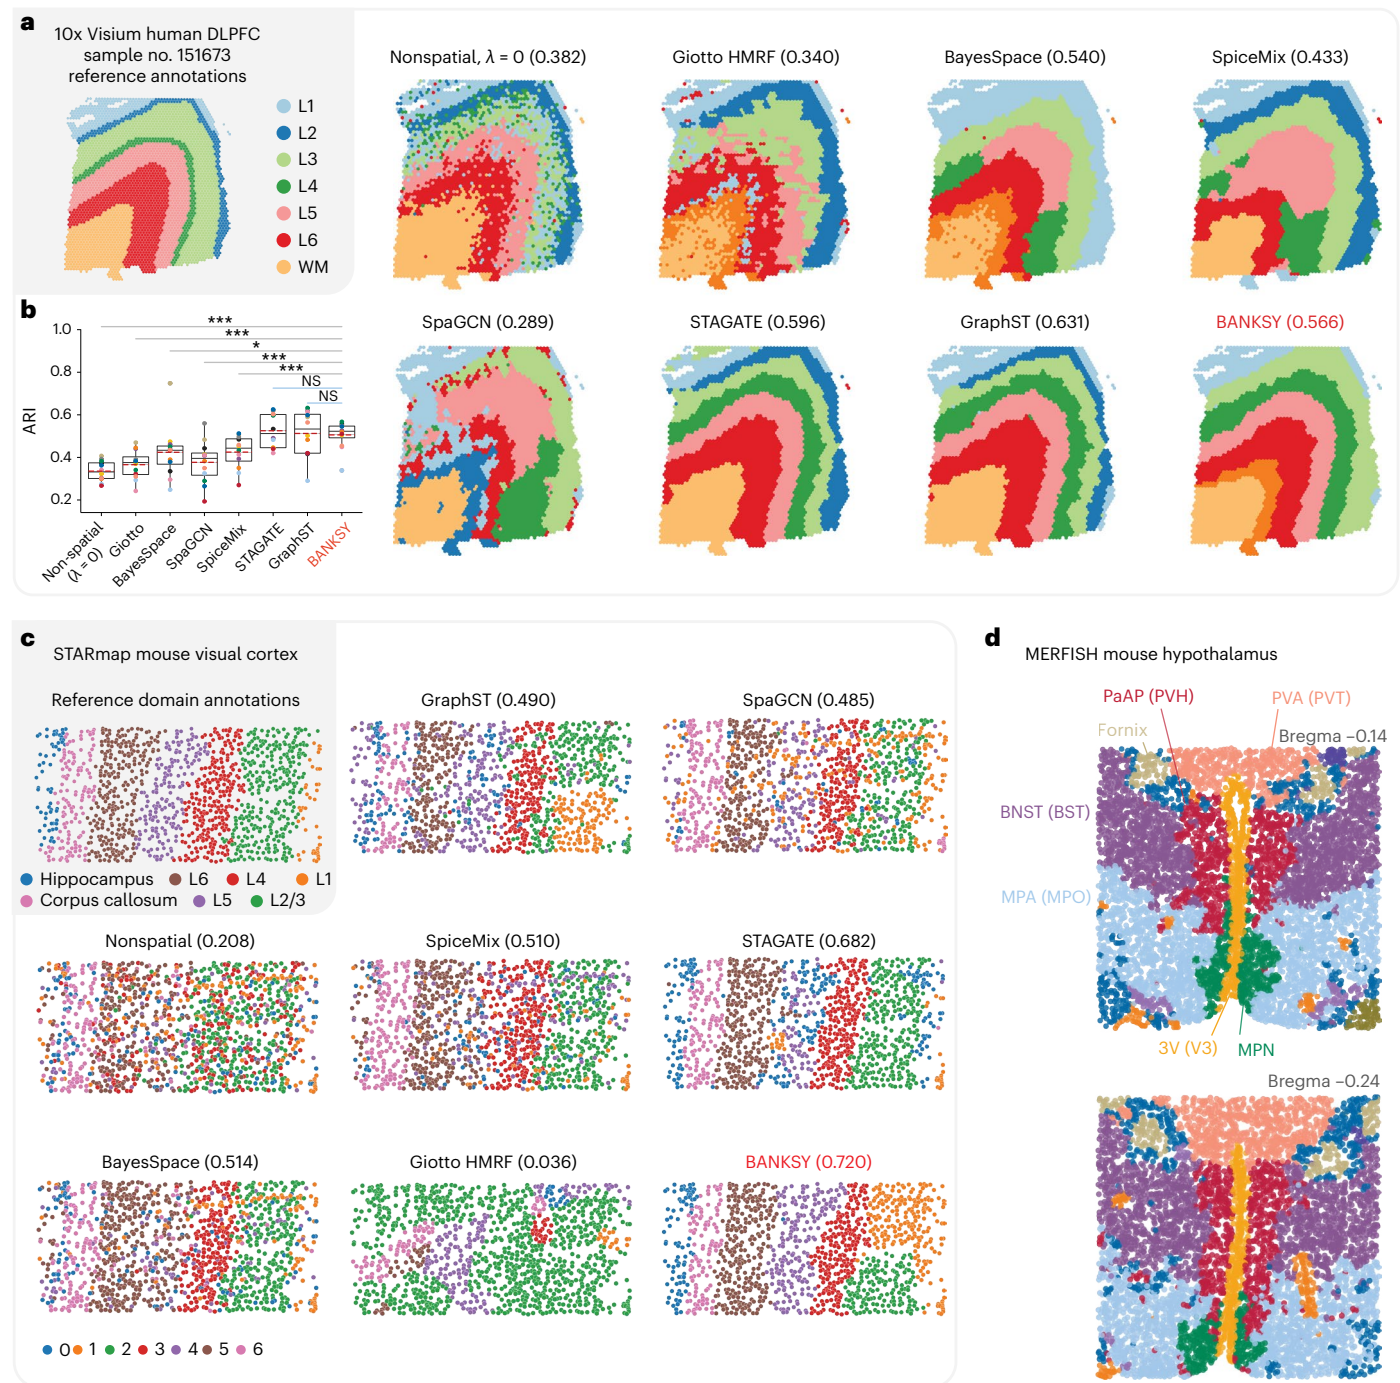 a
10x Visium human DLPFC
sample no. 151673
reference annotations
L1
L2
L3
L4
L5
L6
WM
Nonspatial, λ = 0 (0.382)
Giotto HMRF (0.340)
BayesSpace (0.540)
SpiceMix (0.433)
SpaGCN (0.289)
STAGATE (0.596)
GraphST (0.631)
BANKSY (0.566)
b
***
***
*
***
***
NS
NS
1.0
0.8
0.6
0.4
0.2
ARI
Non-spatial
(λ = 0)
Giotto
BayesSpace
SpaGCN
SpiceMix
STAGATE
GraphST
BANKSY
c
STARmap mouse visual cortex
Reference domain annotations
Hippocampus L6 L4 L1
Corpus callosum L5 L2/3
GraphST (0.490)
SpaGCN (0.485)
Nonspatial (0.208)
SpiceMix (0.510)
STAGATE (0.682)
BayesSpace (0.514)
Giotto HMRF (0.036)
BANKSY (0.720)
0 1 2 3 4 5 6
d
MERFISH mouse hypothalamus
PaAP (PVH)
PVA (PVT)
Fornix
Bregma −0.14
BNST (BST)
MPA (MPO)
3V (V3)
MPN
Bregma −0.24